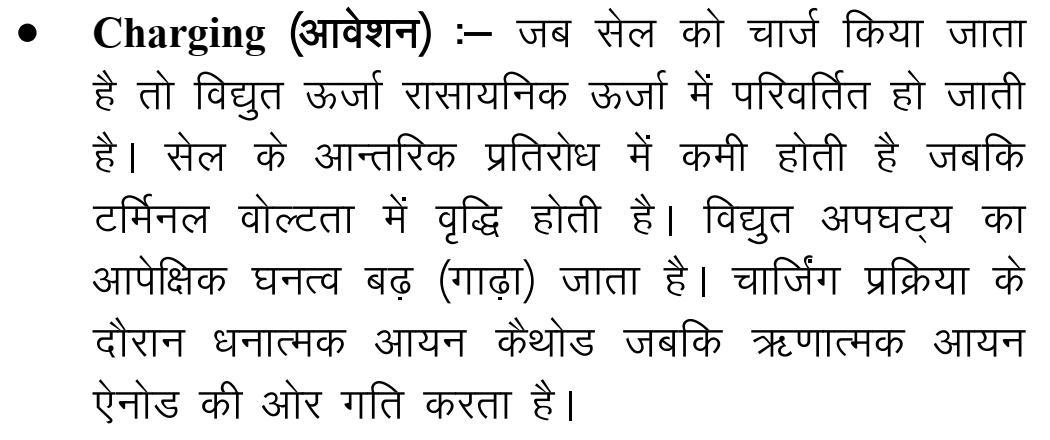 ● Charging (आवेशन) :– जब सेल को चार्ज किया जाता
है तो विद्युत ऊर्जा रासायनिक ऊर्जा में परिवर्तित हो जाती
है। सेल के आन्तरिक प्रतिरोध में कमी होती है जबकि
टर्मिनल वोल्टता में वृद्धि होती है। विद्युत अपघट्य का
आपेक्षिक घनत्व बढ़ (गाढ़ा) जाता है। चार्जिंग प्रक्रिया के
दौरान धनात्मक आयन कैथोड जबकि ऋणात्मक आयन
ऐनोड की ओर गति करता है।